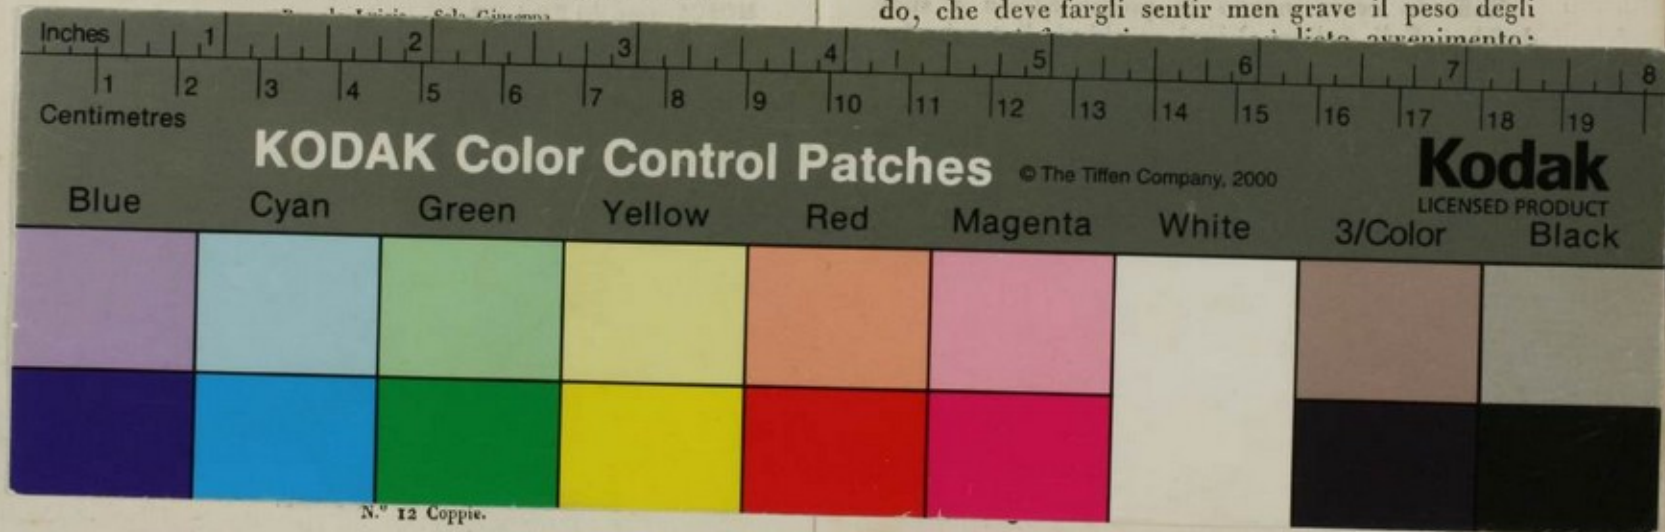 do, che deve fargli sentir men grave il peso degli
lieto avvenimento:
Inches 1 2 3 4 5 6 7 8
1 2 3 4 5 6 7 8 9 10 11 12 13 14 15 16 17 18 19
Centimetres
KODAK Color Control Patches © The Tiffen Company, 2000 Kodak
LICENSED PRODUCT
Blue Cyan Green Yellow Red Magenta White 3/Color Black
N.º 12 Coppie.